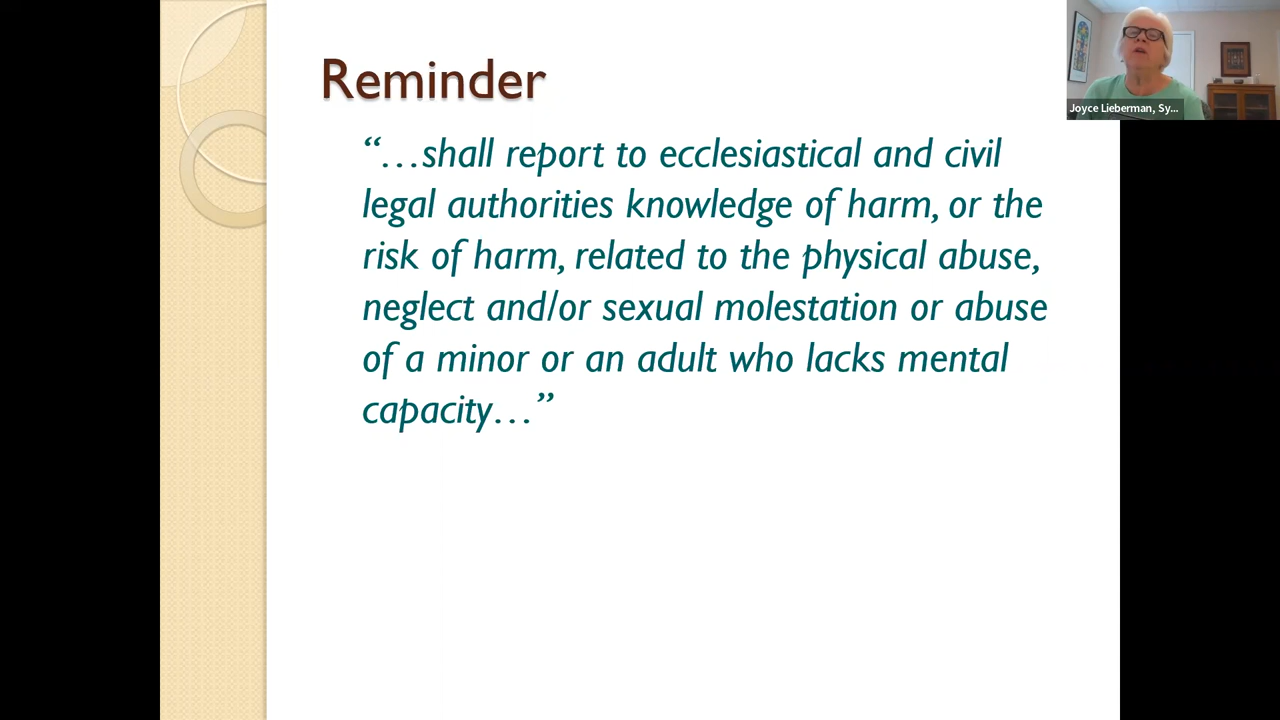 Reminder
“…shall report to ecclesiastical and civil
legal authorities knowledge of harm, or the
risk of harm, related to the physical abuse,
neglect and/or sexual molestation or abuse
of a minor or an adult who lacks mental
capacity…”
Joyce Lieberman, Sy...